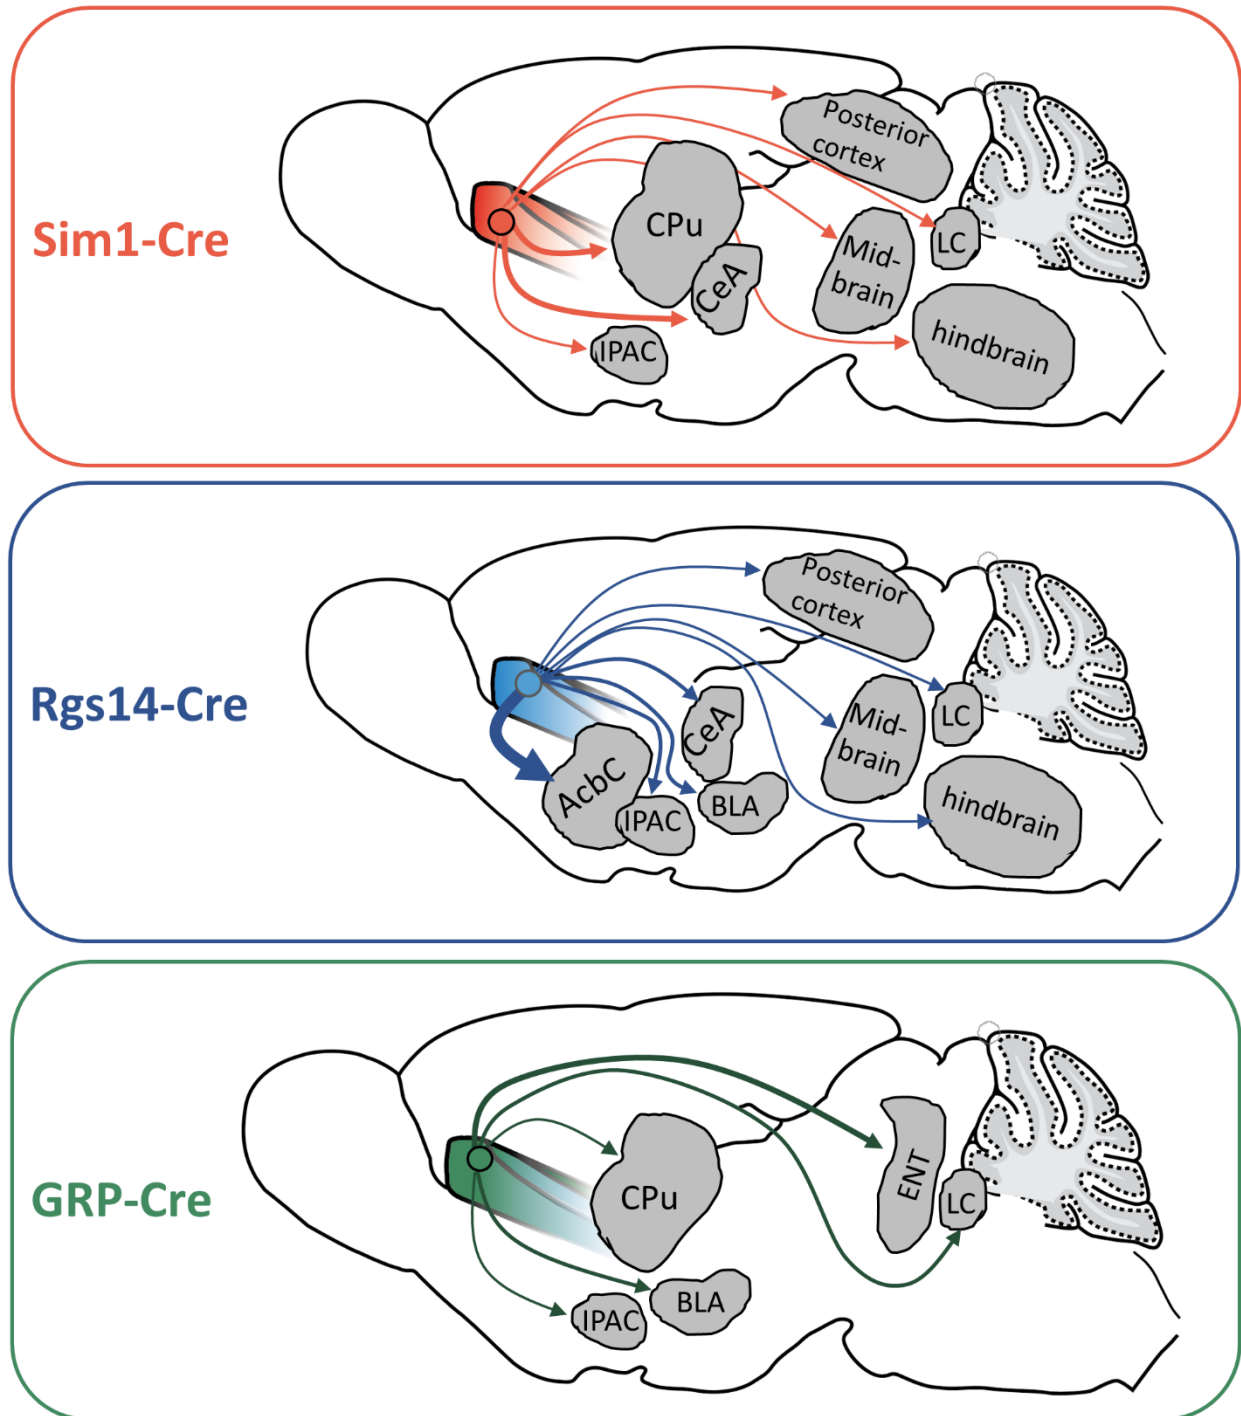 Sim1-Cre
Posterior
cortex
CPu
LC
Mid-
brain
CeA
hindbrain
IPAC
Rgs14-Cre
Posterior
cortex
CeA
Mid-
brain
LC
AcbC
IPAC
BLA
hindbrain
GRP-Cre
CPu
ENT
LC
BLA
IPAC